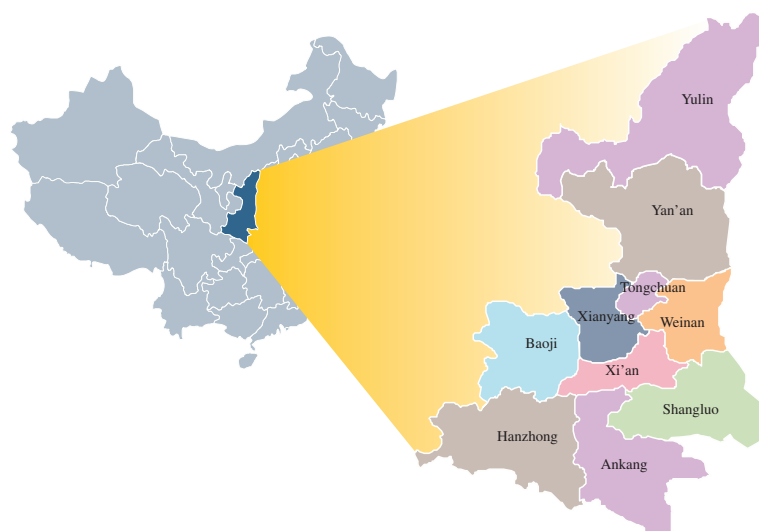 Yulin
Yan’an
Tongchuan
Xianyang
Weinan
Baoji
Xi’an
Shangluo
Hanzhong
Ankang